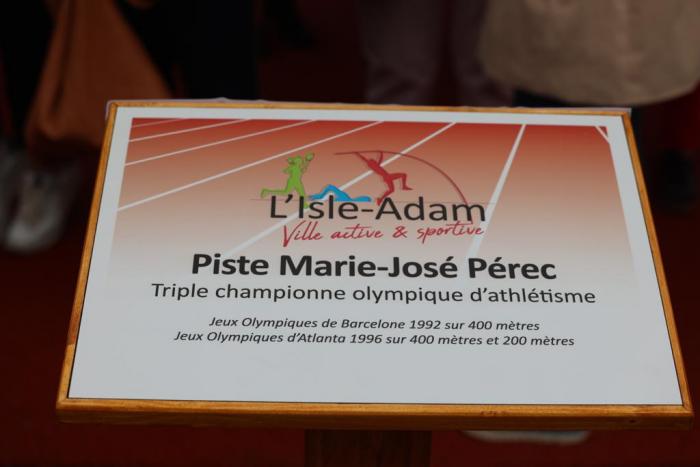 L'Isle-Adam
Ville active & sportive
Piste Marie-José Pérec
Triple championne olympique d'athlétisme
Jeux Olympiques de Barcelone 1992 sur 400 mètres
Jeux Olympiques d'Atlanta 1996 sur 400 mètres et 200 mètres